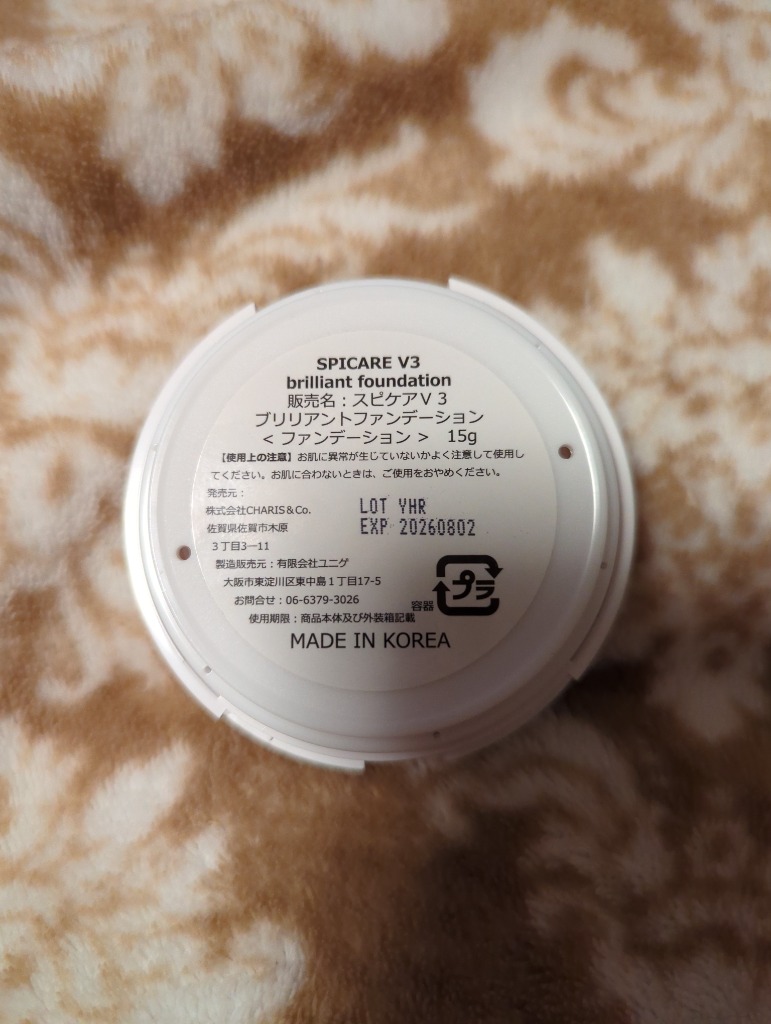 SPICARE V3
brilliant foundation
販売名：スピケアV 3
ブリリアントファンデーション
< ファンデーション > 15g
【使用上の注意】お肌に異常が生じていないかよく注意して使用し
てください。お肌に合わないときは、ご使用をおやめください。
発売元：
株式会社CHARIS＆Co.
佐賀県佐賀市木原
３丁目3—11
LOT YHR
EXP 20260802
製造販売元：有限会社ユニゲ
大阪市東淀川区東中島１丁目17-5
お問合せ：06-6379-3026
容器
プラ
使用期限：商品本体及び外装箱記載
MADE IN KOREA